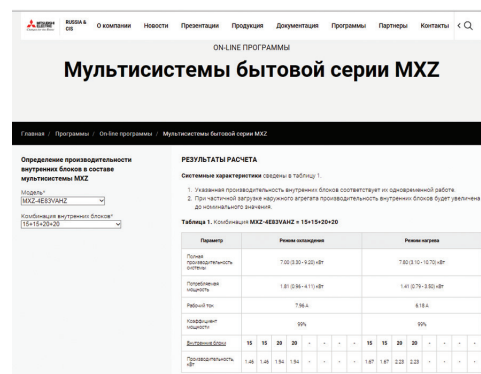 MITSUBISHI ELECTRIC
RUSSIA & CIS
О компании Новости Презентации Продукция Документация Программы Партнеры Контакты
ON-LINE ПРОГРАММЫ
Мультисистемы бытовой серии MXZ
Главная / Программы / On-line программы / Мультисистемы бытовой серии MXZ
Определение производительности
внутренних блоков в составе
мультисистемы MXZ
Модель*
MXZ-4E83VAHZ
Комбинация внутренних блоков*
15+15+20+20
РЕЗУЛЬТАТЫ РАСЧЕТА
Системные характеристики сведены в таблицу 1.
1. Указанная производительность внутренних блоков соответствует их одновременной работе.
2. При частичной загрузке наружного агрегата производительность внутренних блоков будет увеличена
до номинального значения.
Таблица 1. Комбинация MXZ-4E83VAHZ = 15+15+20+20
Параметр Режим охлаждения Режим нагрева
Полная
производительность
системы
7.00 (3.30 - 9.20) кВт 7.80 (3.10 - 10.70) кВт
Потребляемая
мощность
1.81 (0.96 - 4.11) кВт 1.41 (0.79 - 3.80) кВт
Рабочий ток 7.96 А 6.18 А
Коэффициент
мощности
99% 99%
Внутренние блоки 15 15 20 20 - - - - 15 15 20 20 - - - -
Производительность,
кВт
1.46 1.46 1.94 1.94 - - - - 1.67 1.67 2.23 2.23 - - - -